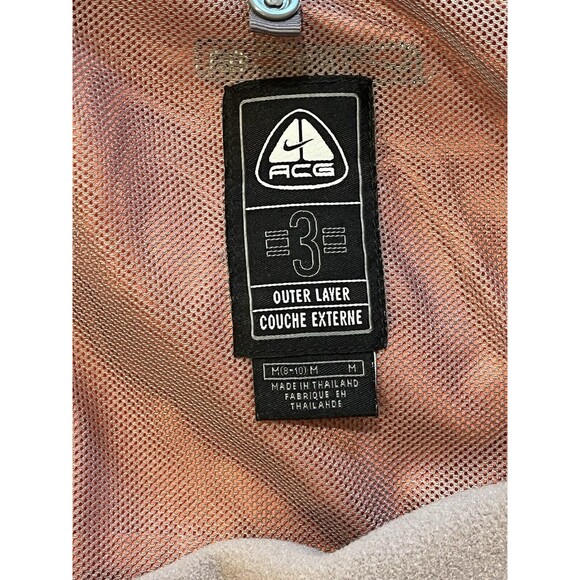 ACG
3
OUTER LAYER
COUCHE EXTERNE
M(8-10) M M
MADE IN THAILAND
FABRIQUE EN
THAILANDE